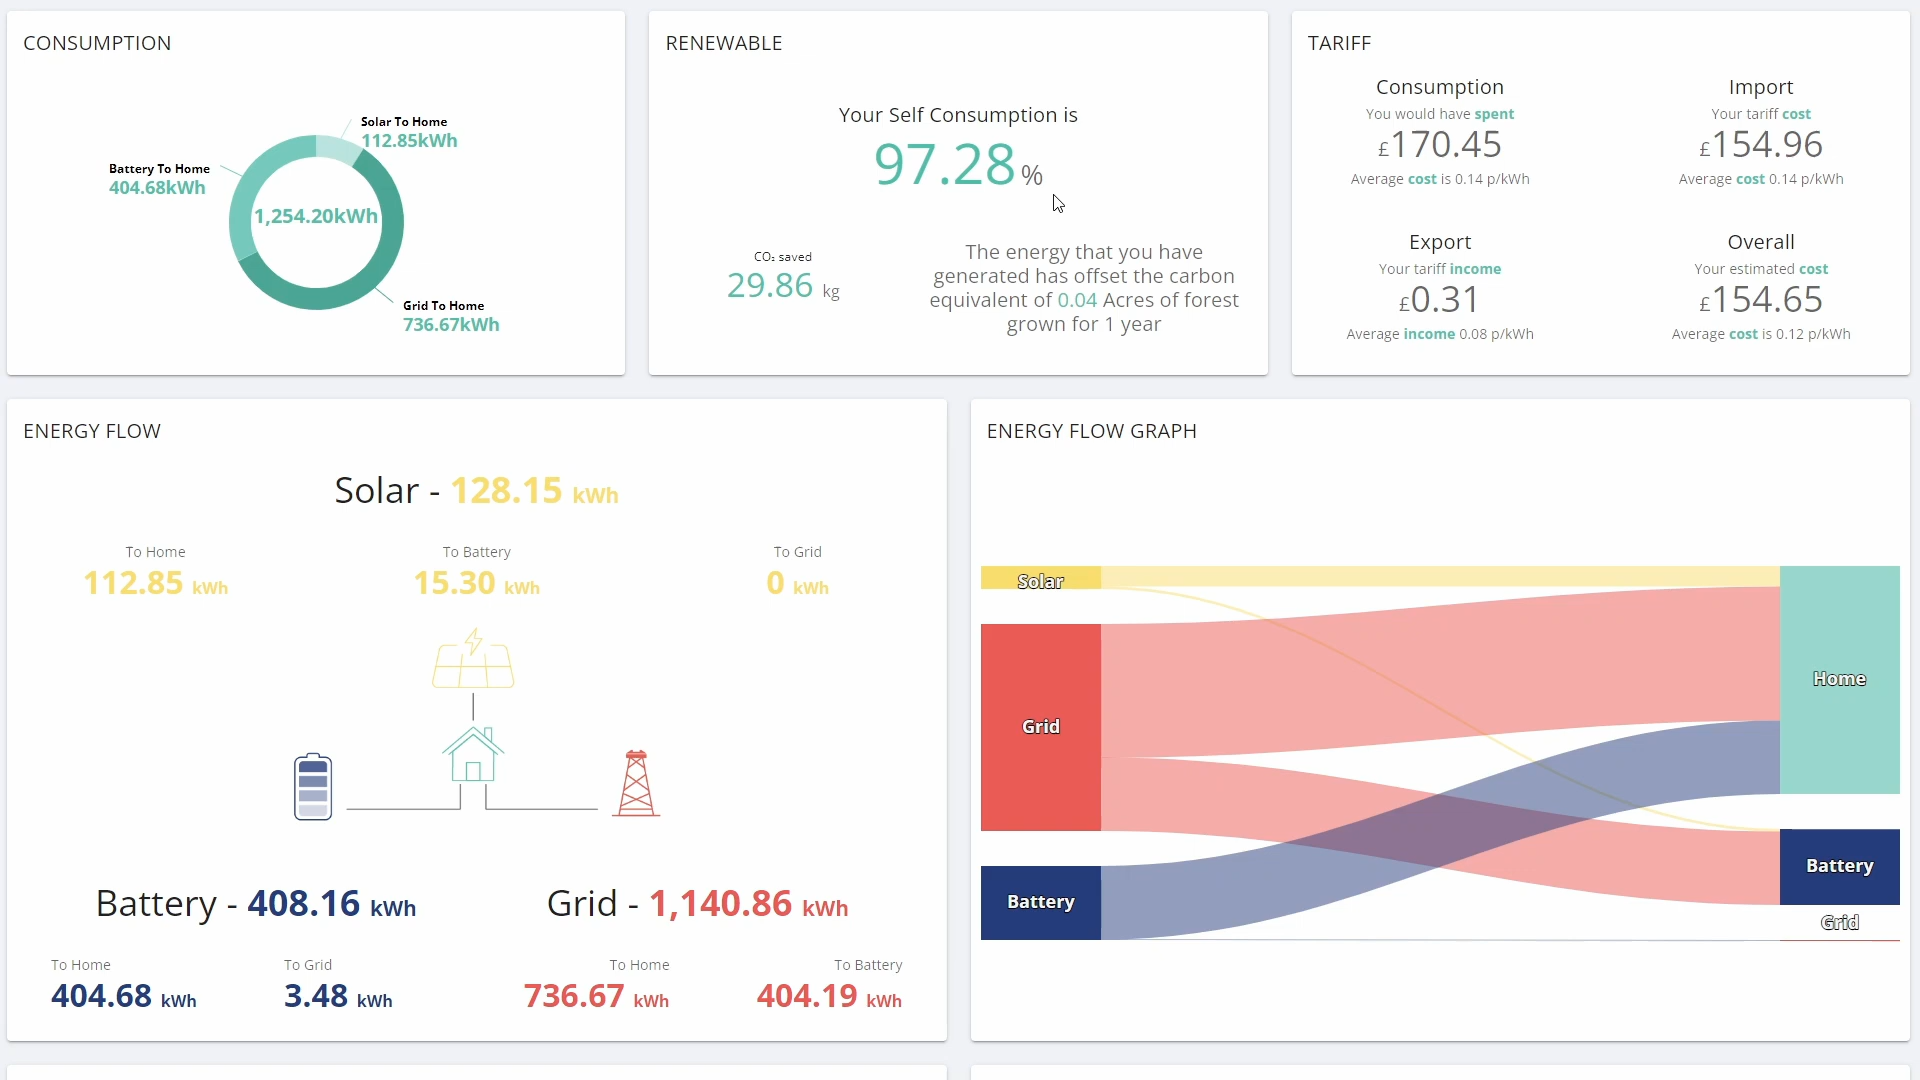 CONSUMPTION
Solar To Home
112.85kWh
Battery To Home
404.68kWh
1,254.20kWh
Grid To Home
736.67kWh
RENEWABLE
Your Self Consumption is
97.28 %
CO₂ saved
29.86 kg
The energy that you have
generated has offset the carbon
equivalent of 0.04 Acres of forest
grown for 1 year
TARIFF
Consumption
You would have spent
£170.45
Average cost is 0.14 p/kWh
Import
Your tariff cost
£154.96
Average cost 0.14 p/kWh
Export
Your tariff income
£0.31
Average income 0.08 p/kWh
Overall
Your estimated cost
£154.65
Average cost is 0.12 p/kWh
ENERGY FLOW
Solar - 128.15 kWh
To Home
112.85 kWh
To Battery
15.30 kWh
To Grid
0 kWh
Battery - 408.16 kWh
To Home
404.68 kWh
To Grid
3.48 kWh
Grid - 1,140.86 kWh
To Home
736.67 kWh
To Battery
404.19 kWh
ENERGY FLOW GRAPH
Solar
Grid
Battery
Home
Battery
Grid